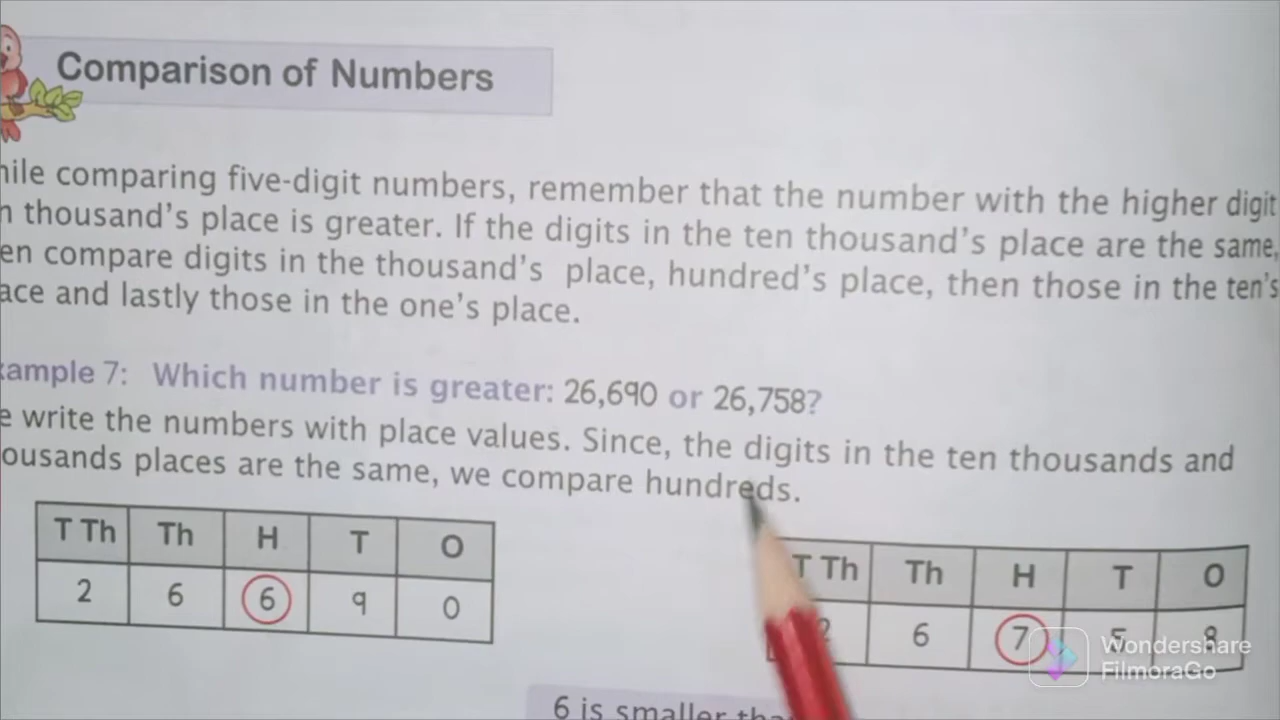 Comparison of Numbers
hile comparing five-digit numbers, remember that the number with the higher digit
n thousand's place is greater. If the digits in the ten thousand's place are the same,
en compare digits in the thousand's place, hundred's place, then those in the ten's
ace and lastly those in the one's place.
xample 7: Which number is greater: 26,690 or 26,758?
e write the numbers with place values. Since, the digits in the ten thousands and
ousands places are the same, we compare hundreds.
T Th Th H T O
2 6 6 9 0
T Th Th H T O
2 6 7 5 8
Wondershare
FilmoraGo
6 is smaller tha